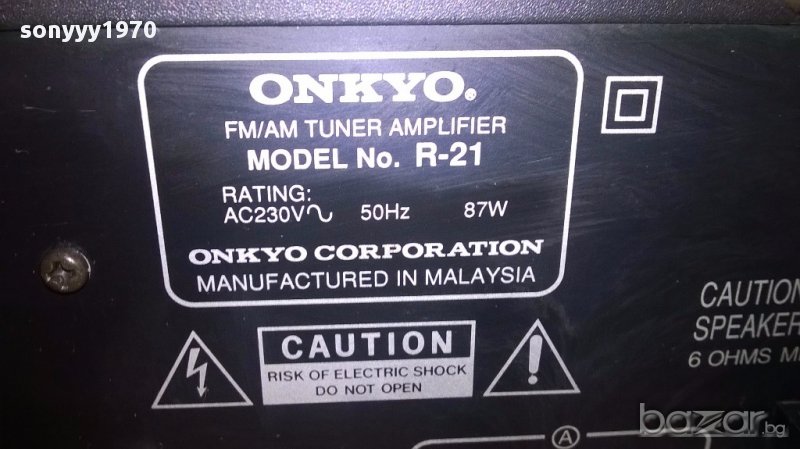 sonyyy1970
ONKYO®
FM/AM TUNER AMPLIFIER
MODEL No. R-21
RATING:
AC230V∿ 50Hz 87W
ONKYO CORPORATION
MANUFACTURED IN MALAYSIA
CAUTION
RISK OF ELECTRIC SHOCK
DO NOT OPEN
CAUTION
SPEAKER
6 OHMS M
A
bazar.bg